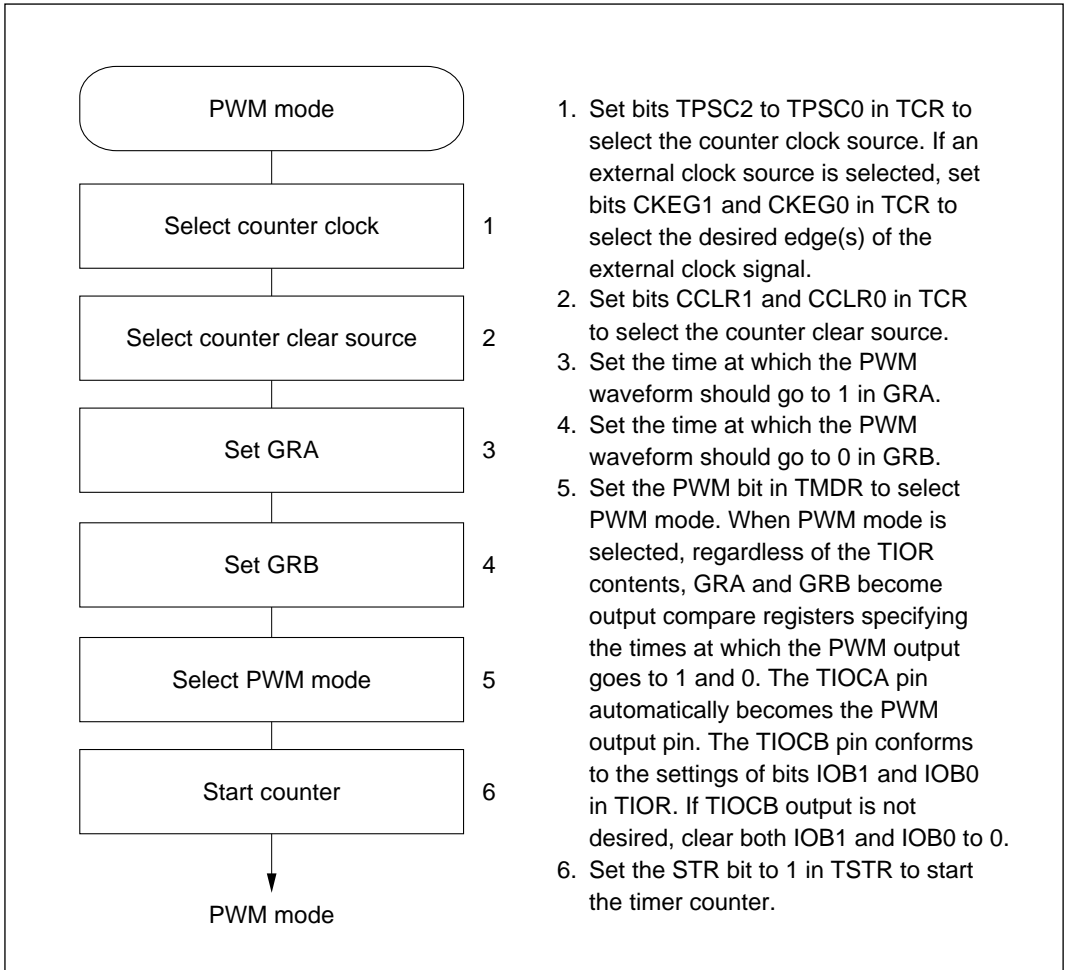 PWM mode
Select counter clock 1
Select counter clear source 2
Set GRA 3
Set GRB 4
Select PWM mode 5
Start counter 6
PWM mode
1. Set bits TPSC2 to TPSC0 in TCR to
select the counter clock source. If an
external clock source is selected, set
bits CKEG1 and CKEG0 in TCR to
select the desired edge(s) of the
external clock signal.
2. Set bits CCLR1 and CCLR0 in TCR
to select the counter clear source.
3. Set the time at which the PWM
waveform should go to 1 in GRA.
4. Set the time at which the PWM
waveform should go to 0 in GRB.
5. Set the PWM bit in TMDR to select
PWM mode. When PWM mode is
selected, regardless of the TIOR
contents, GRA and GRB become
output compare registers specifying
the times at which the PWM output
goes to 1 and 0. The TIOCA pin
automatically becomes the PWM
output pin. The TIOCB pin conforms
to the settings of bits IOB1 and IOB0
in TIOR. If TIOCB output is not
desired, clear both IOB1 and IOB0 to 0.
6. Set the STR bit to 1 in TSTR to start
the timer counter.